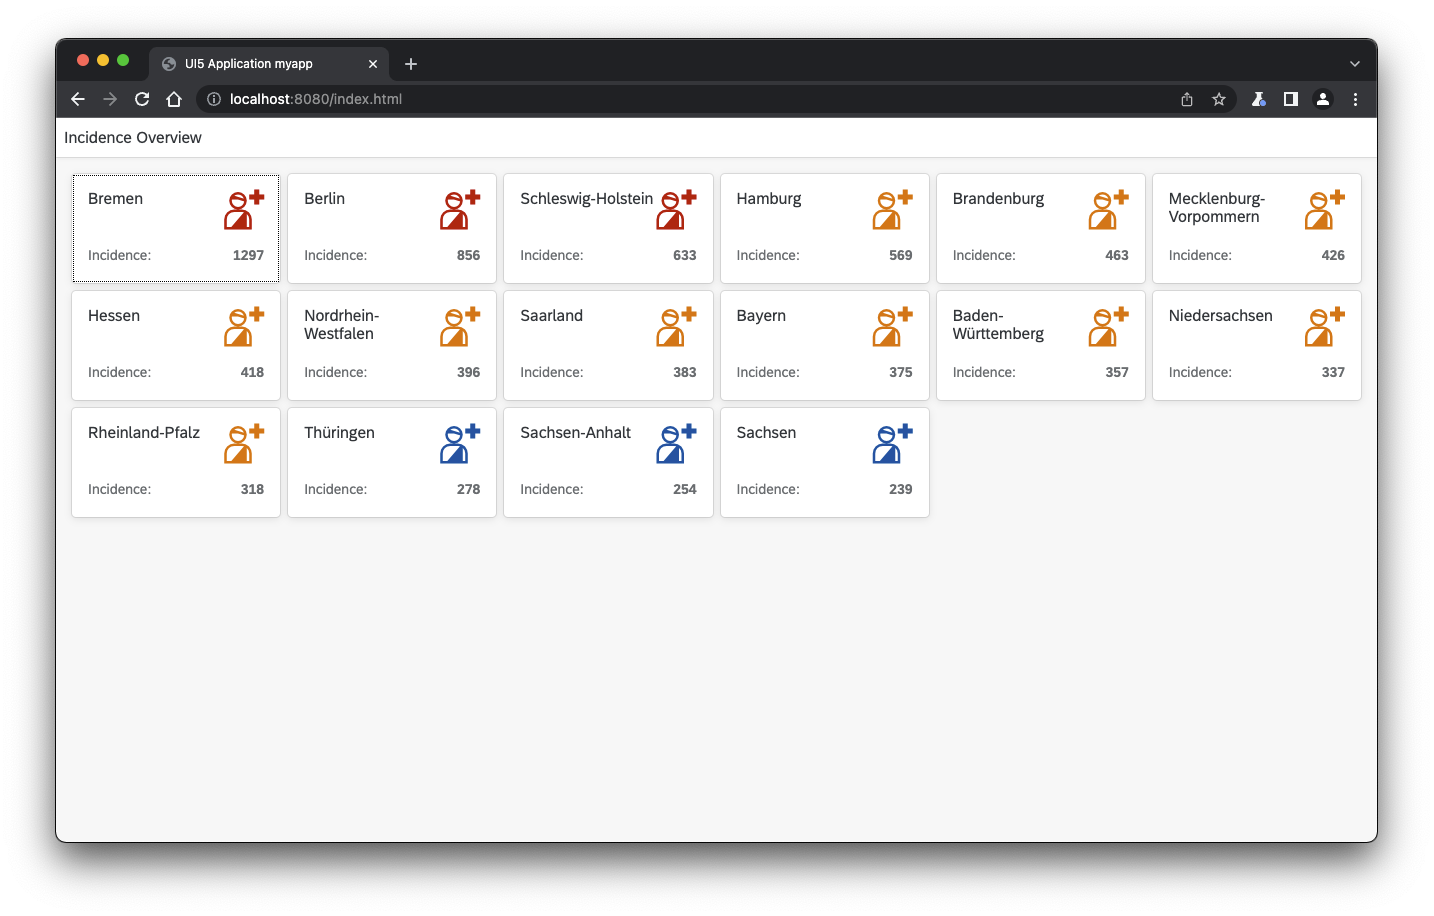 UI5 Application myapp
localhost:8080/index.html
Incidence Overview
Bremen
Incidence: 1297
Berlin
Incidence: 856
Schleswig-Holstein
Incidence: 633
Hamburg
Incidence: 569
Brandenburg
Incidence: 463
Mecklenburg-
Vorpommern
Incidence: 426
Hessen
Incidence: 418
Nordrhein-
Westfalen
Incidence: 396
Saarland
Incidence: 383
Bayern
Incidence: 375
Baden-
Württemberg
Incidence: 357
Niedersachsen
Incidence: 337
Rheinland-Pfalz
Incidence: 318
Thüringen
Incidence: 278
Sachsen-Anhalt
Incidence: 254
Sachsen
Incidence: 239